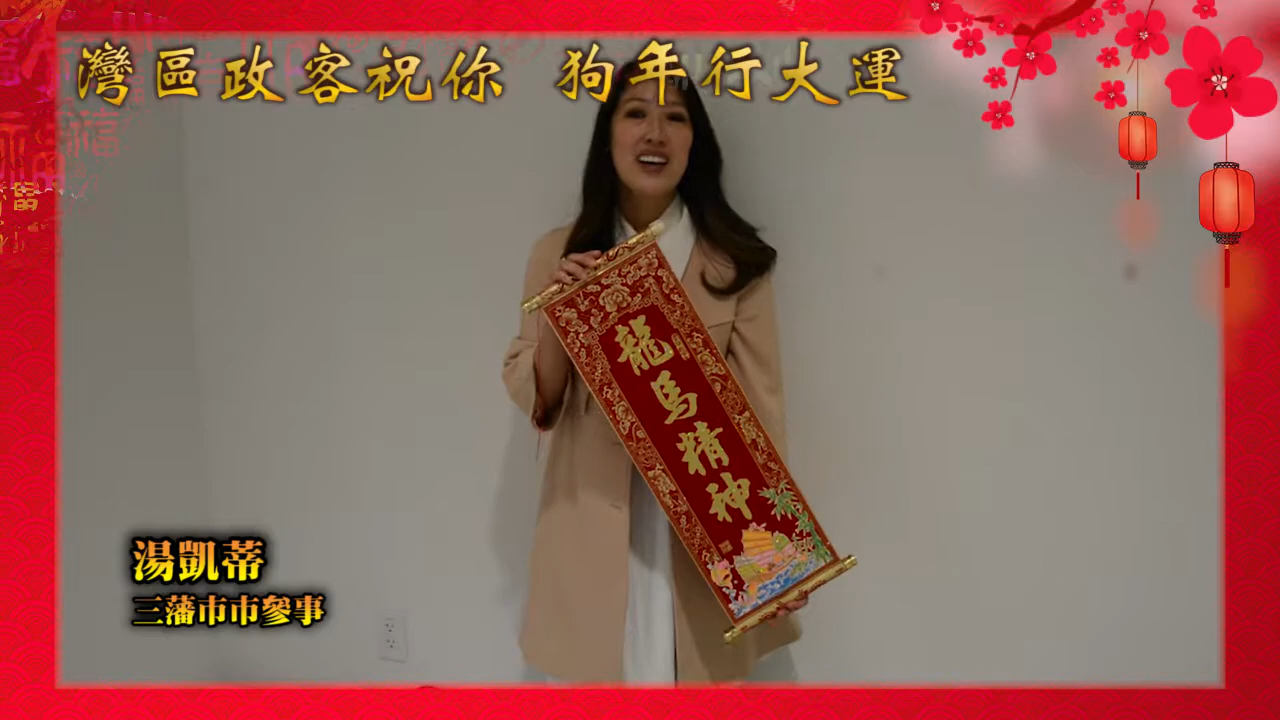 灣區政客祝你 狗年行大運
龍馬精神
湯凱蒂
三藩市市參事